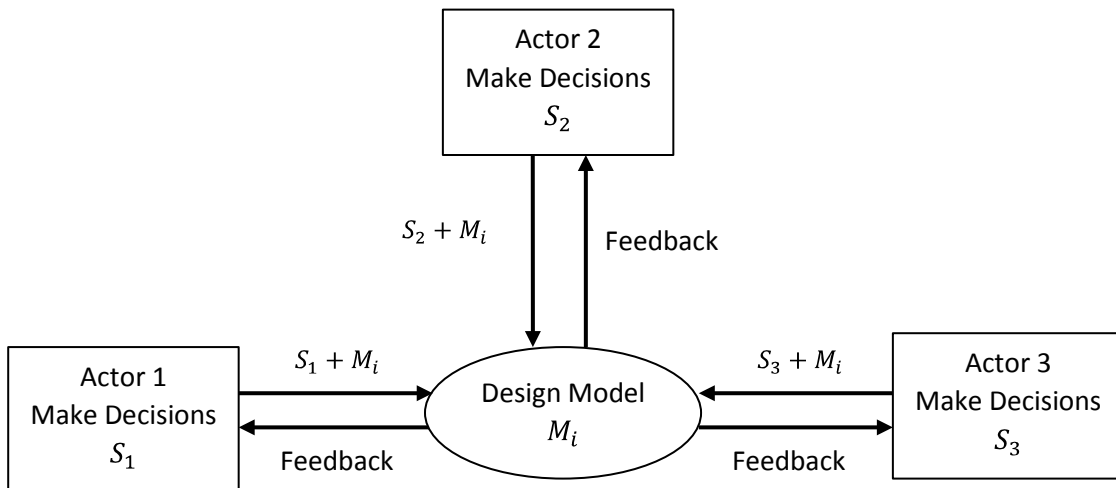 Actor 2
Make Decisions
𝑆₂
𝑆₂ + 𝑀ᵢ
Feedback
Actor 1
Make Decisions
𝑆₁
𝑆₁ + 𝑀ᵢ
Feedback
Design Model
𝑀ᵢ
𝑆₃ + 𝑀ᵢ
Feedback
Actor 3
Make Decisions
𝑆₃